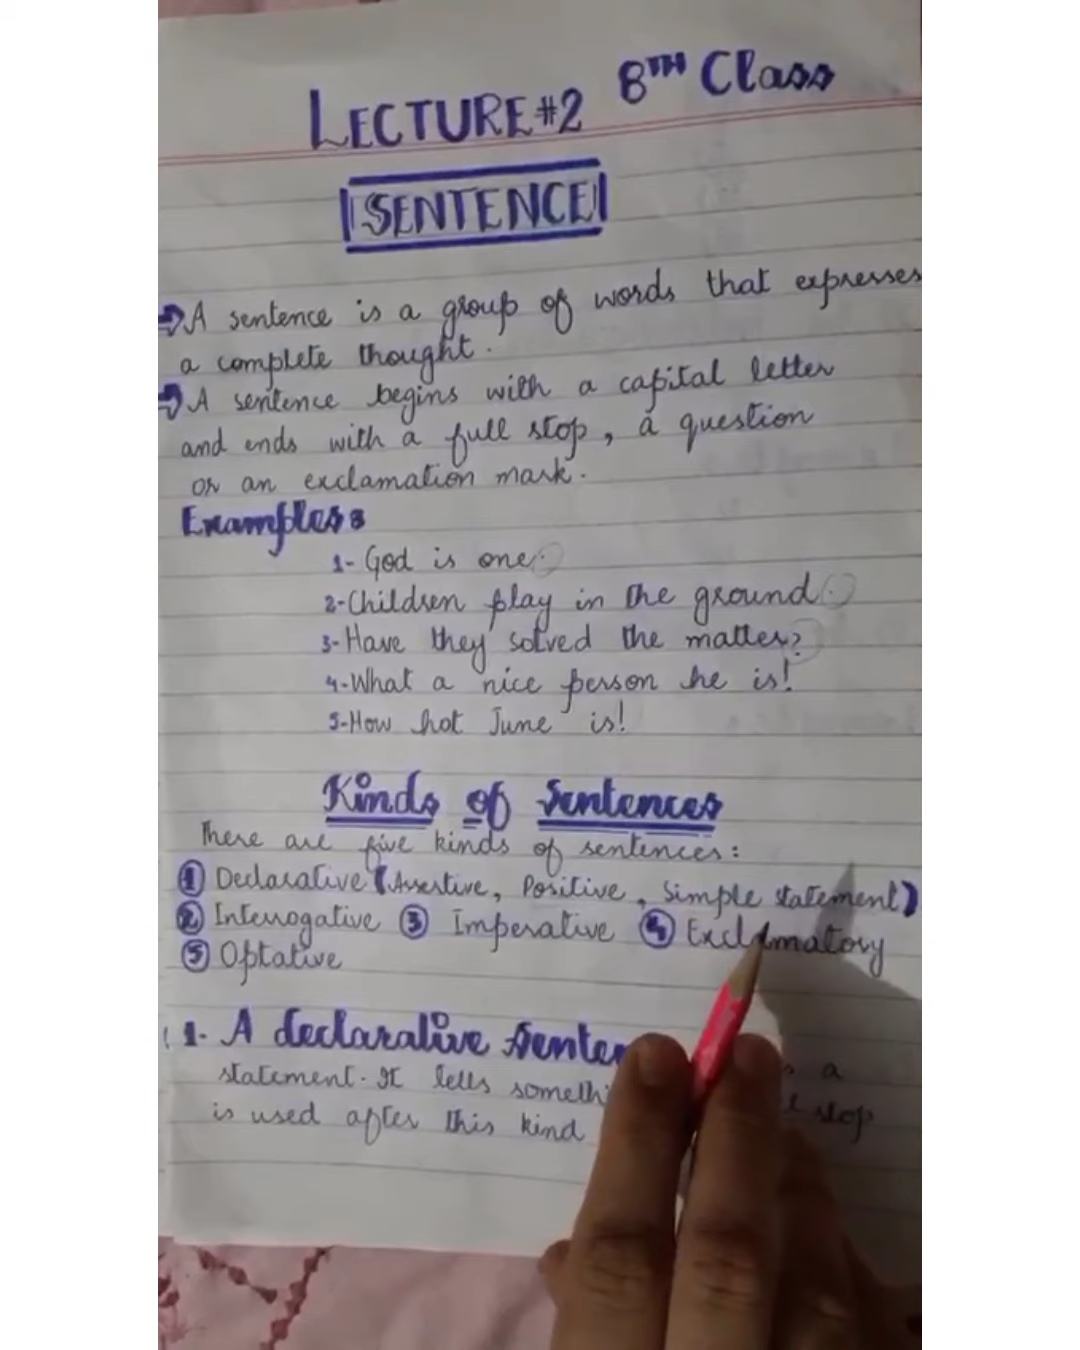 LECTURE #2 8TH Class
SENTENCE
⇒ A sentence is a group of words that expresses
a complete thought.
⇒ A sentence begins with a capital letter
and ends with a full stop, a question
or an exclamation mark.
Examples:
1- God is one.
2- Children play in the ground.
3- Have they solved the matter?
4- What a nice person he is!
5- How hot June is!
Kinds of Sentences
There are five kinds of sentences:
① Declarative (Assertive, Positive, Simple statement)
② Interrogative ③ Imperative ④ Exclamatory
⑤ Optative
1. A declarative Senten
statement. It tells somethi a
is used after this kind stop